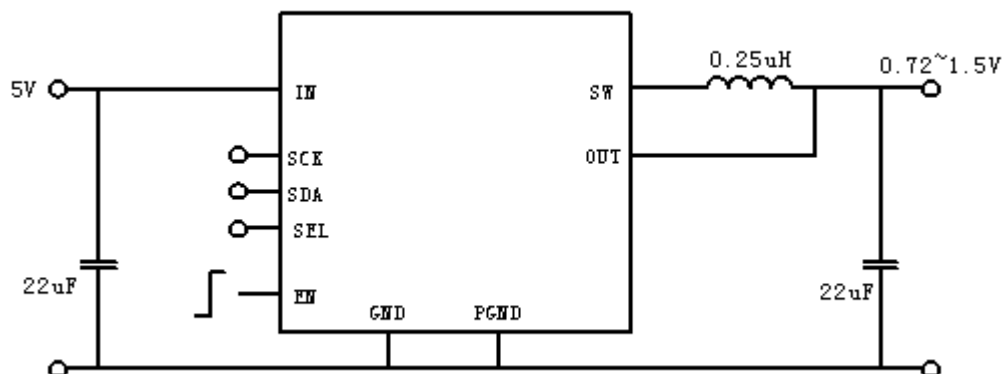 0.25uH
0.72~1.5V
5V
IN
SW
SCK
OUT
SDA
SEL
22uF
22uF
EN
GND
PGND